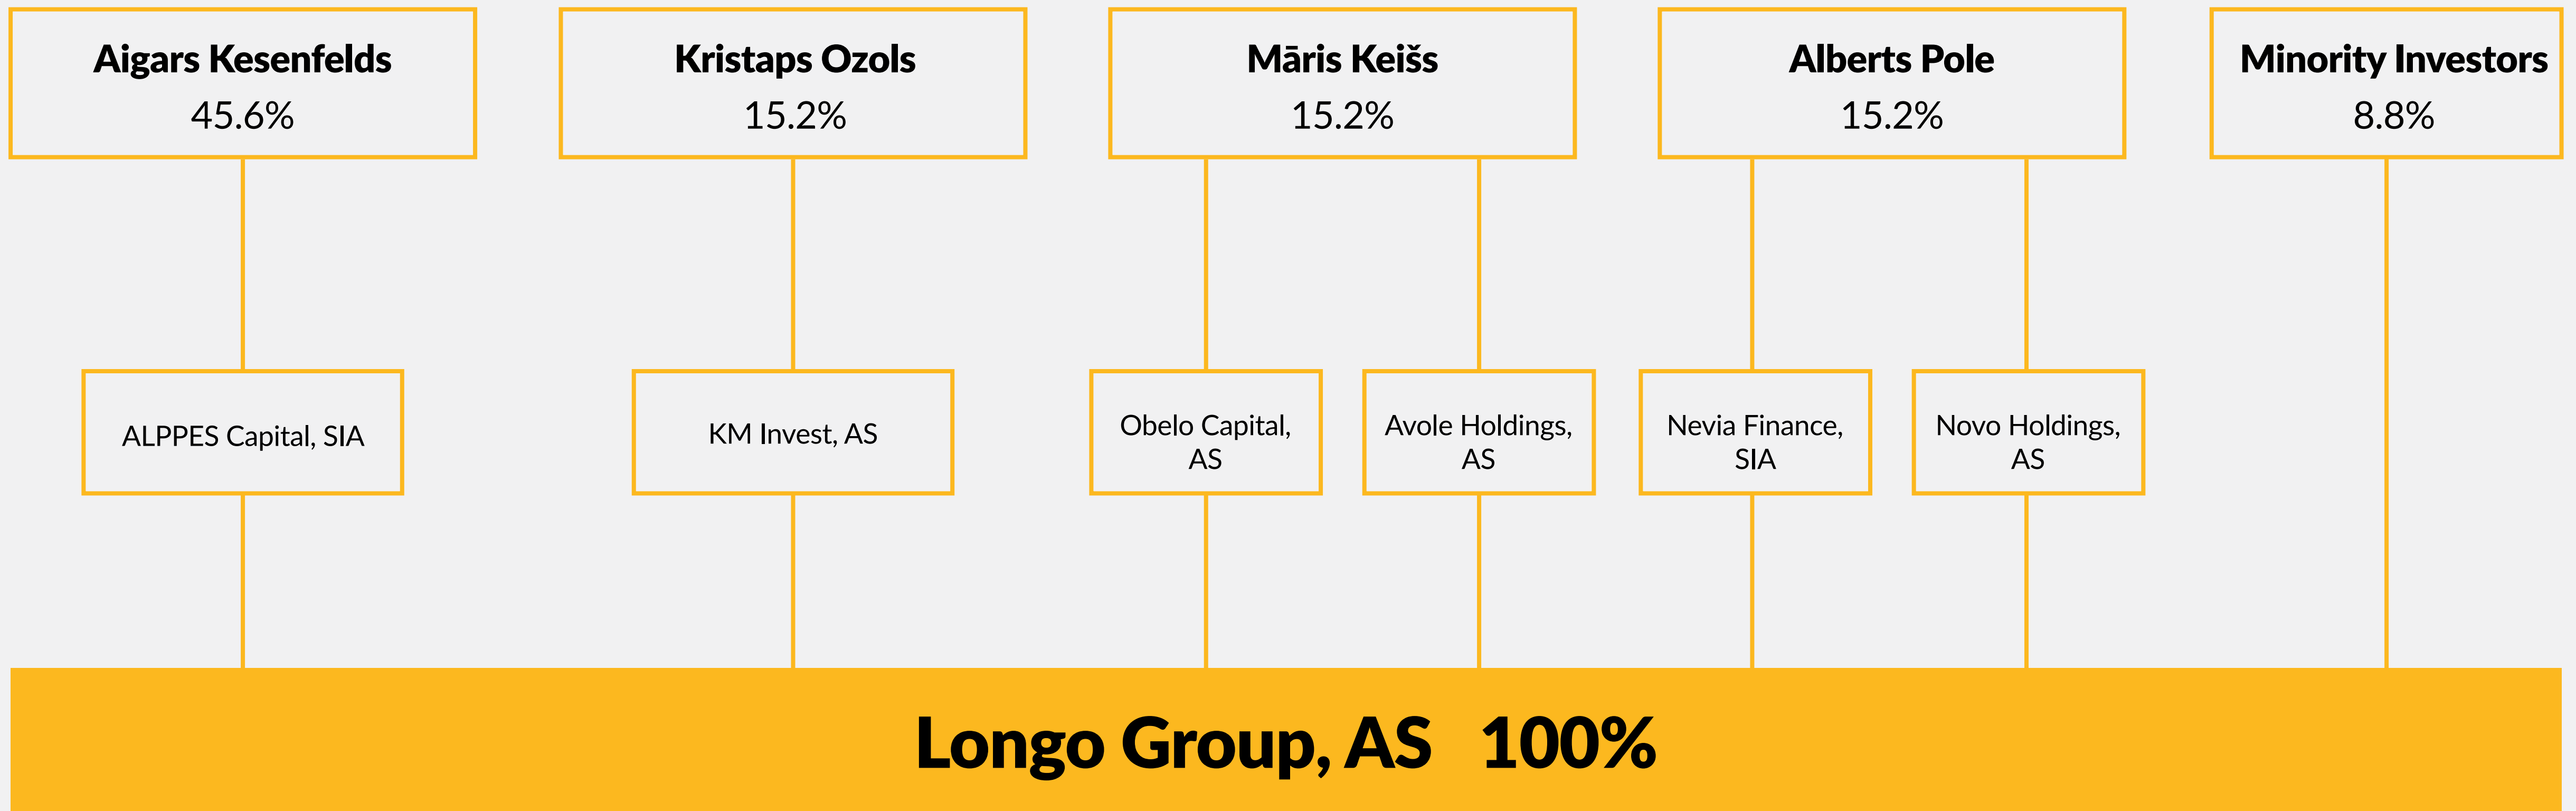 Aigars Kesenfelds
45.6%
Kristaps Ozols
15.2%
Māris Keišs
15.2%
Alberts Pole
15.2%
Minority Investors
8.8%
ALPPES Capital, SIA
KM Invest, AS
Obelo Capital,
AS
Avole Holdings,
AS
Nevia Finance,
SIA
Novo Holdings,
AS
Longo Group, AS 100%